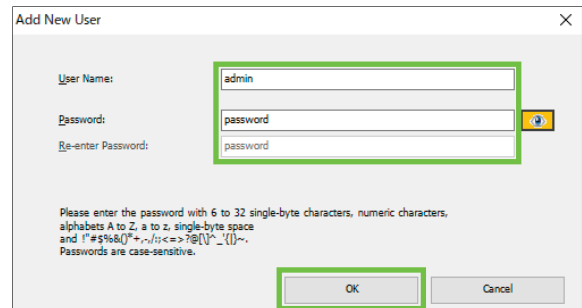 Add New User
User Name:
admin
Password:
password
Re-enter Password:
password
Please enter the password with 6 to 32 single-byte characters, numeric characters,
alphabets A to Z, a to z, single-byte space
and !"#$%&()*+,-./:;<=>?@[\]^_'{|}~.
Passwords are case-sensitive.
OK
Cancel